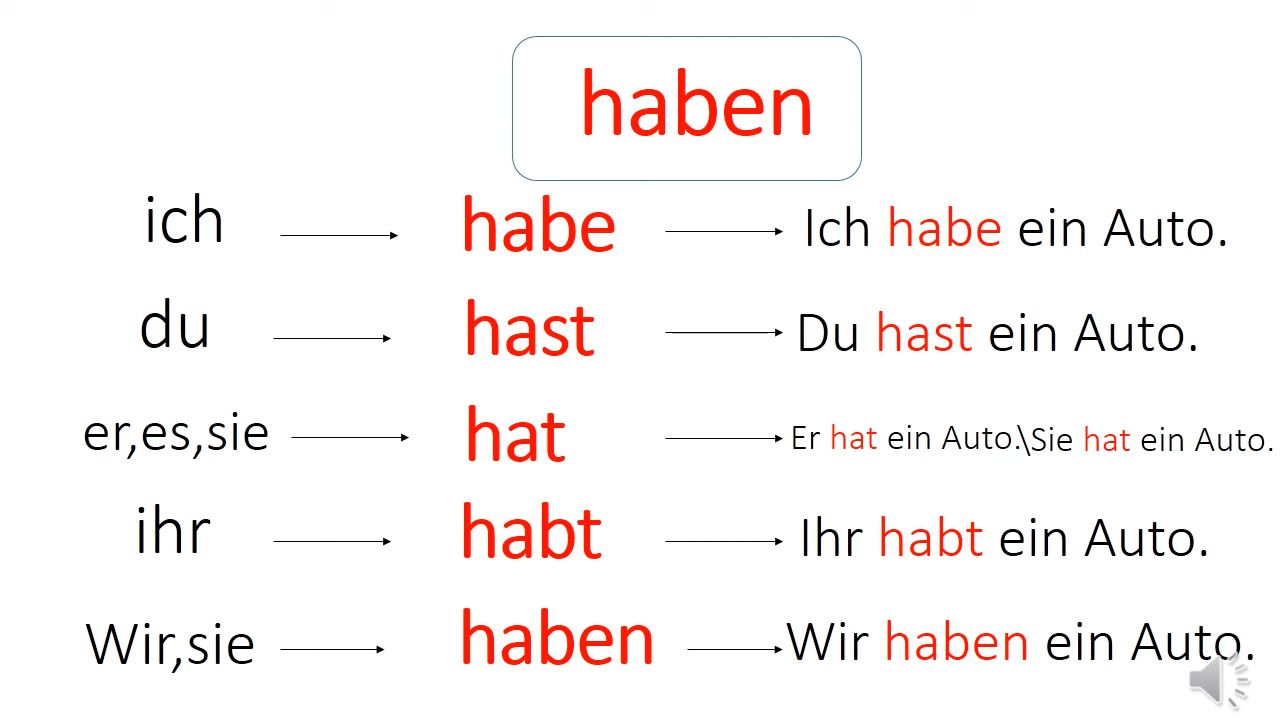 haben
ich habe Ich habe ein Auto.
du hast Du hast ein Auto.
er,es,sie hat Er hat ein Auto.\Sie hat ein Auto.
ihr habt Ihr habt ein Auto.
Wir,sie haben Wir haben ein Auto.